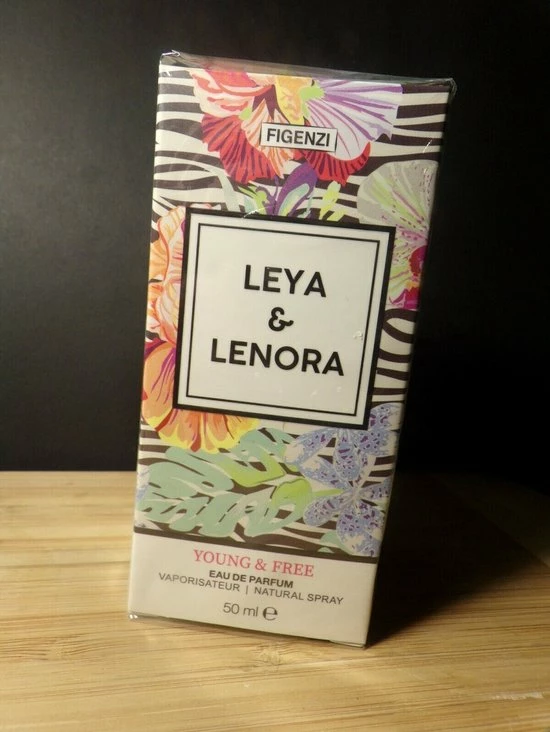 FIGENZI
LEYA
&
LENORA
YOUNG & FREE
EAU DE PARFUM
VAPORISATEUR | NATURAL SPRAY
50 ml ℮